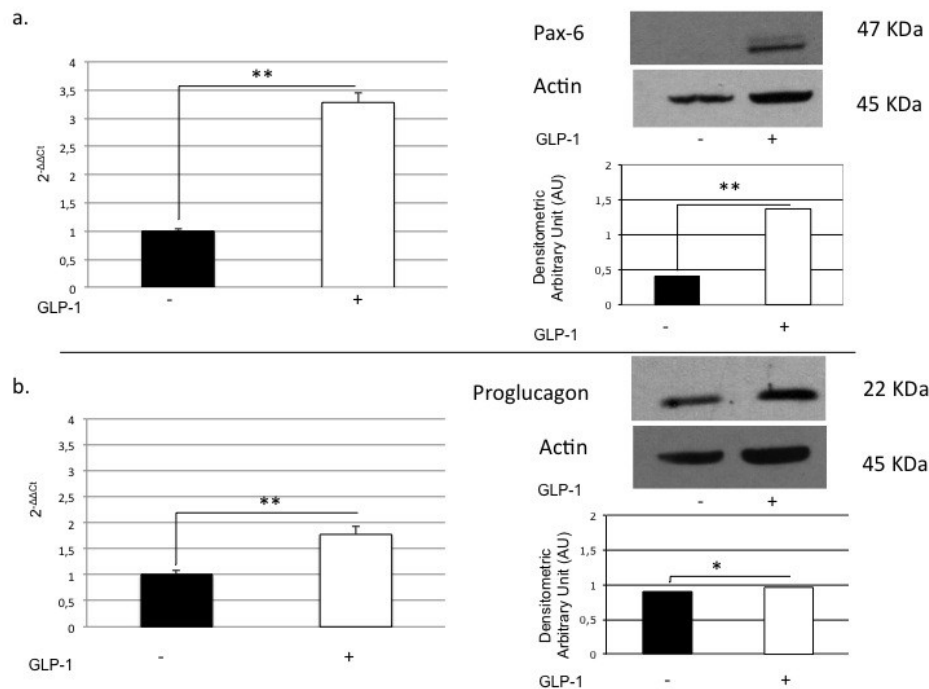 a.
**
4
3,5
3
2,5
2
1,5
1
0,5
0
2-ΔΔCt
GLP-1 - +
Pax-6 47 KDa
Actin 45 KDa
GLP-1 - +
**
2
1,5
1
0,5
0
Densitometric
Arbitrary Unit (AU)
GLP-1 - +
b.
**
4
3,5
3
2,5
2
1,5
1
0,5
0
2-ΔΔCt
GLP-1 - +
Proglucagon 22 KDa
Actin 45 KDa
GLP-1 - +
*
2
1,5
1
0,5
0
Densitometric
Arbitrary Unit (AU)
GLP-1 - +